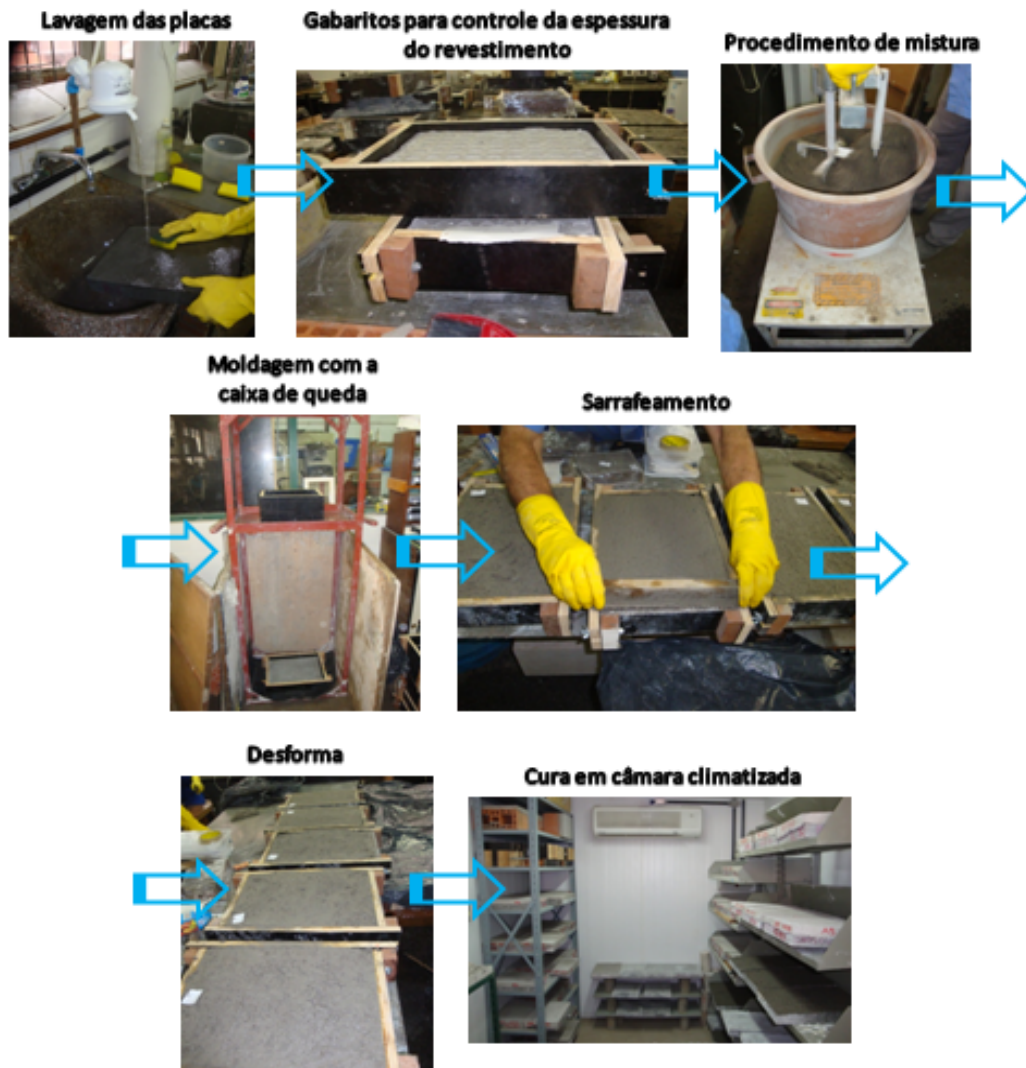 Lavagem das placas
Gabaritos para controle da espessura
do revestimento
Procedimento de mistura
Moldagem com a
caixa de queda
Sarrafeamento
Desforma
Cura em câmara climatizada